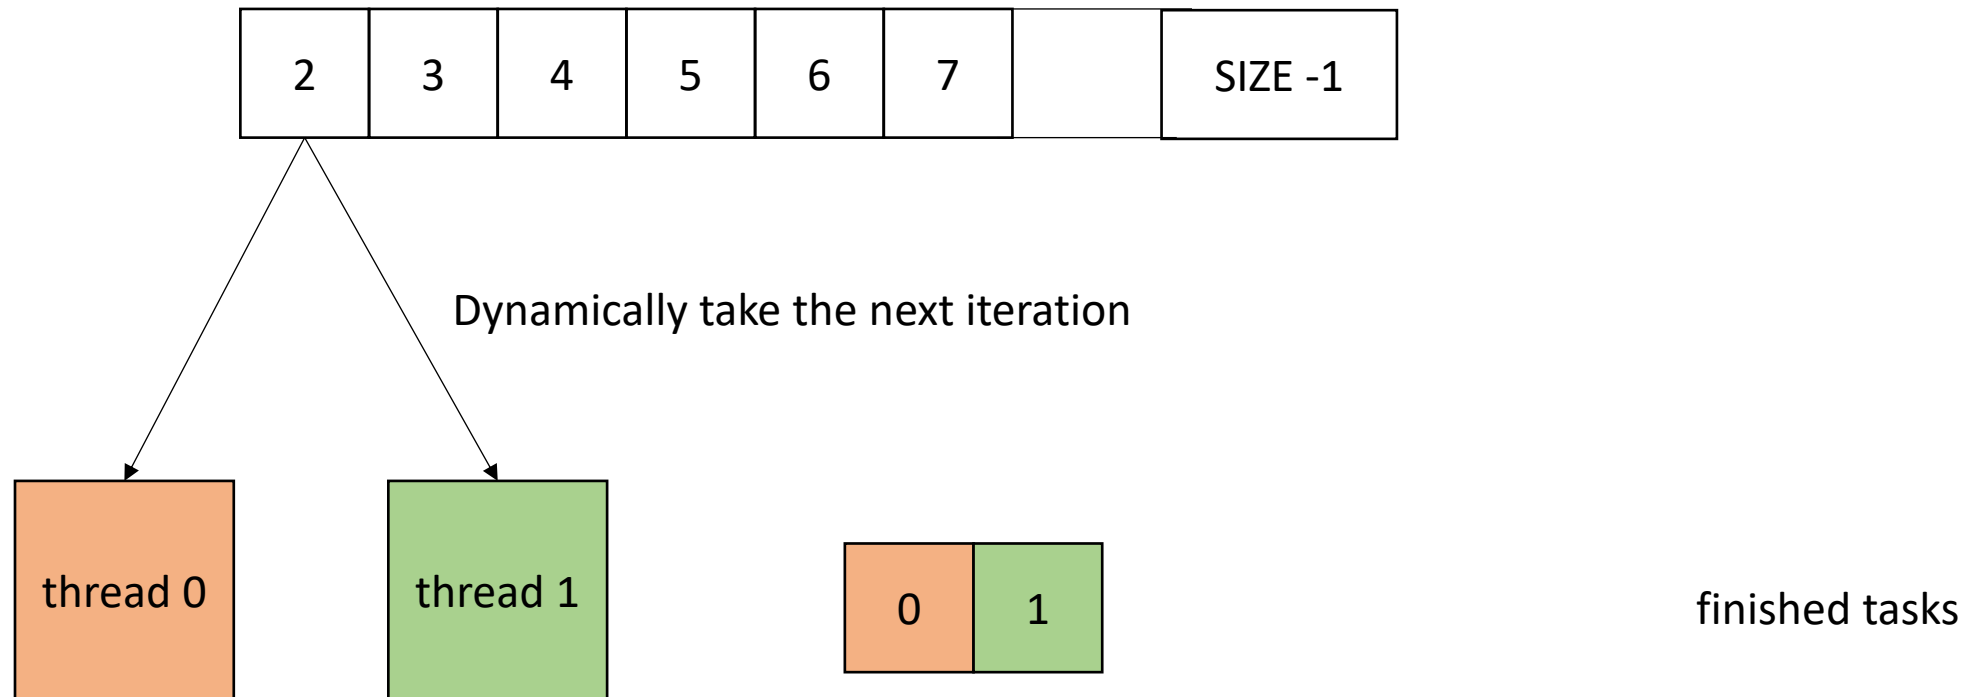 2 3 4 5 6 7 SIZE -1
Dynamically take the next iteration
thread 0 thread 1 0 1 finished tasks